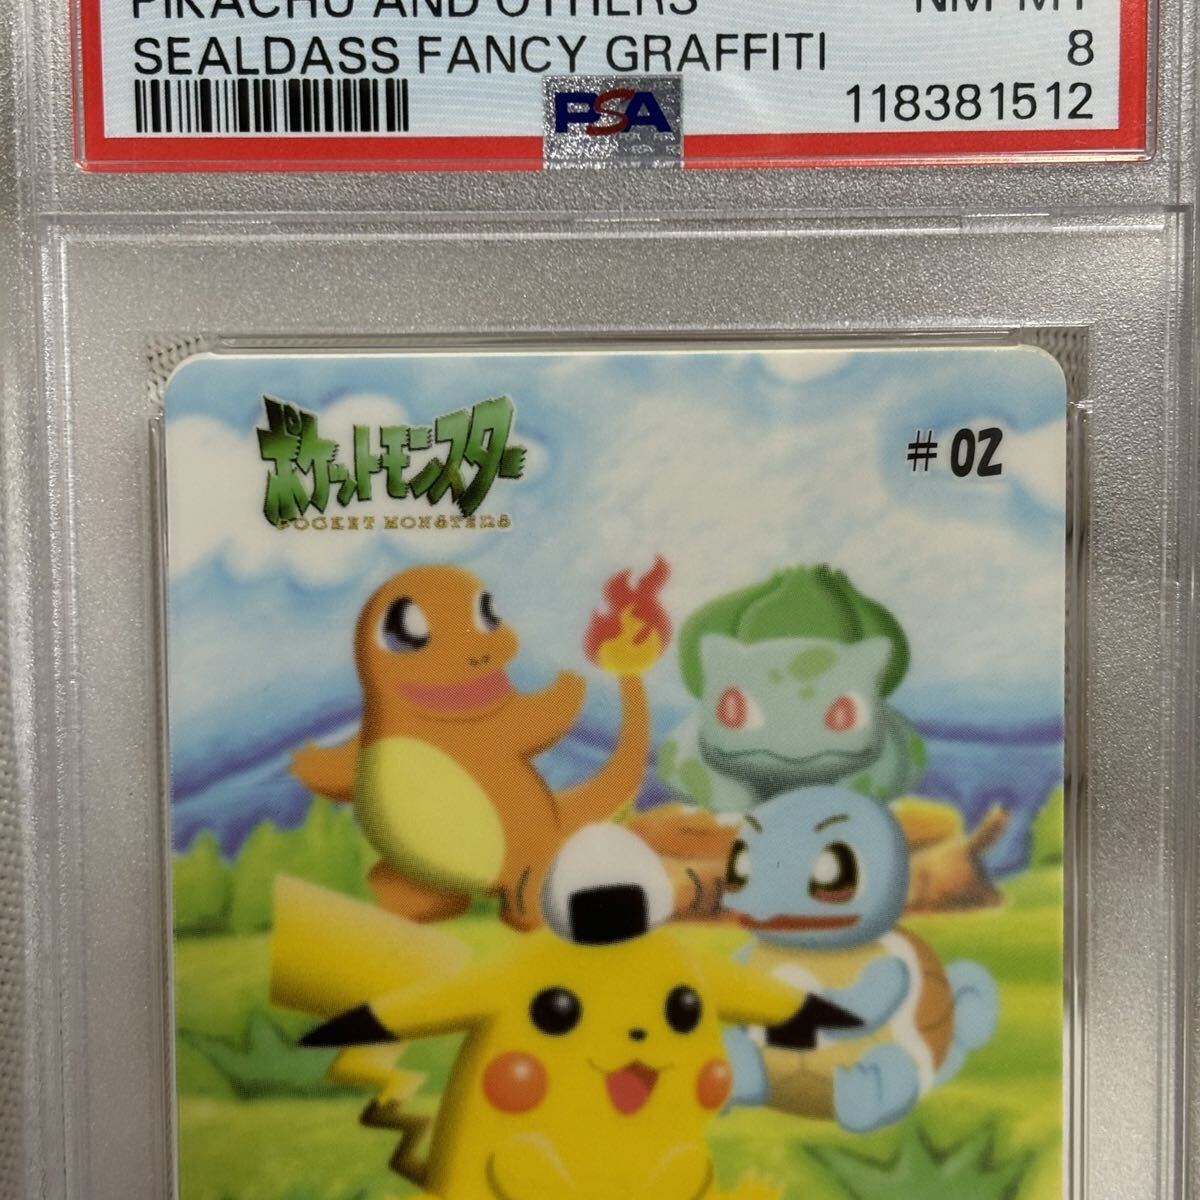 PIKACHU AND OTHERS NM-MT
SEALDASS FANCY GRAFFITI 8
PSA 118381512
ポケットモンスター
POCKET MONSTERS
#02